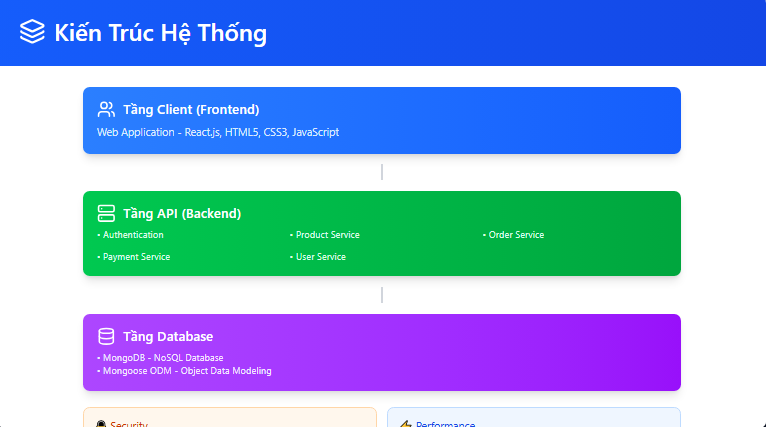 Kiến Trúc Hệ Thống
Tầng Client (Frontend)
Web Application - React.js, HTML5, CSS3, JavaScript
Tầng API (Backend)
• Authentication • Product Service • Order Service
• Payment Service • User Service
Tầng Database
• MongoDB - NoSQL Database
• Mongoose ODM - Object Data Modeling
Security Performance